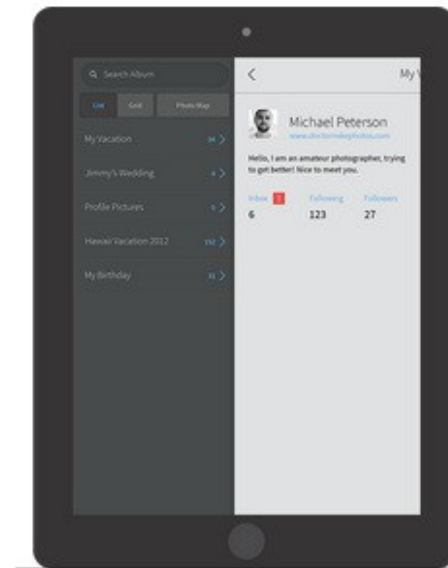 Search Album
List Grid Photo Map
My Vacation
Jimmy's Wedding
Profile Pictures
Hawaii Vacation 2012
My Birthday
My V
Michael Peterson
Hello, I am an amateur photographer, trying
to get better! Nice to meet you.
Inbox Following Followers
6 123 27